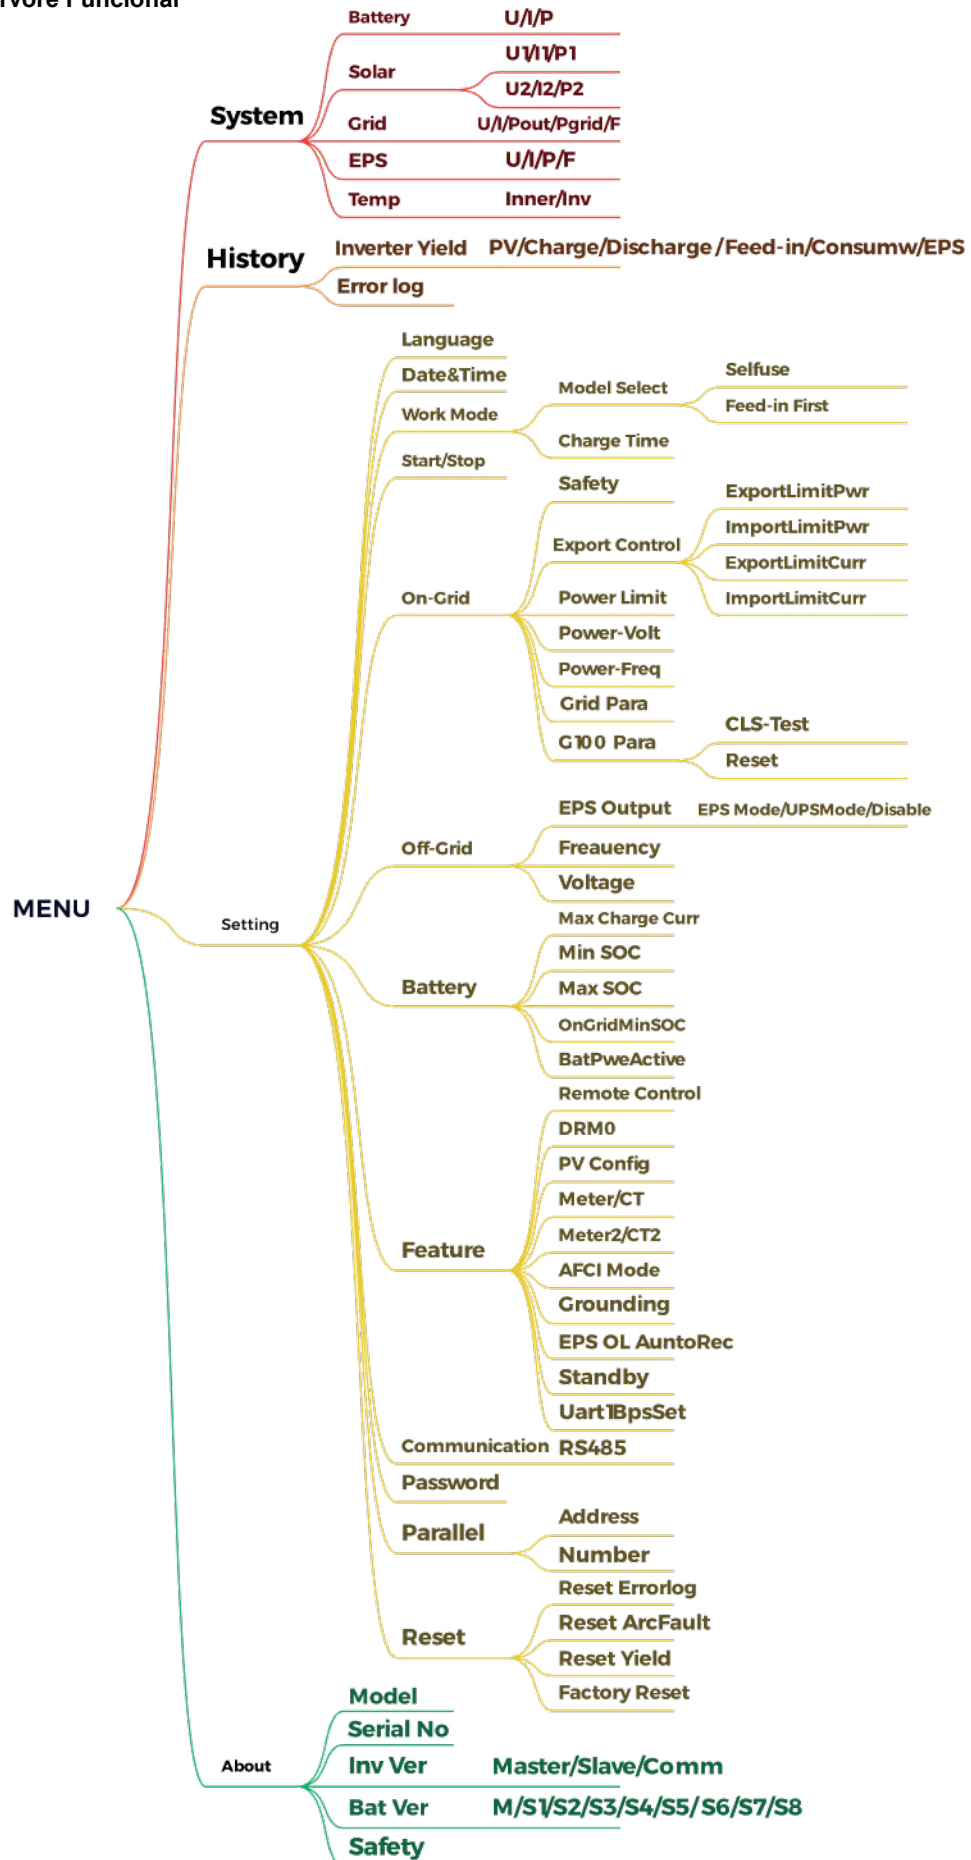 MENU
System
Battery U/I/P
Solar
U1/I1/P1
U2/I2/P2
Grid U/I/Pout/Pgrid/F
EPS U/I/P/F
Temp Inner/Inv
History
Inverter Yield PV/Charge/Discharge/Feed-in/Consumw/EPS
Error log
Setting
Language
Date&Time
Work Mode
Model Select
Selfuse
Feed-in First
Charge Time
Start/Stop
On-Grid
Safety
Export Control
ExportLimitPwr
ImportLimitPwr
ExportLimitCurr
ImportLimitCurr
Power Limit
Power-Volt
Power-Freq
Grid Para
G100 Para
CLS-Test
Reset
Off-Grid
EPS Output EPS Mode/UPSMode/Disable
Freauency
Voltage
Battery
Max Charge Curr
Min SOC
Max SOC
OnGridMinSOC
BatPweActive
Feature
Remote Control
DRM0
PV Config
Meter/CT
Meter2/CT2
AFCI Mode
Grounding
EPS OL AuntoRec
Standby
Uart1BpsSet
Communication RS485
Password
Parallel
Address
Number
Reset
Reset Errorlog
Reset ArcFault
Reset Yield
Factory Reset
About
Model
Serial No
Inv Ver Master/Slave/Comm
Bat Ver M/S1/S2/S3/S4/S5/S6/S7/S8
Safety